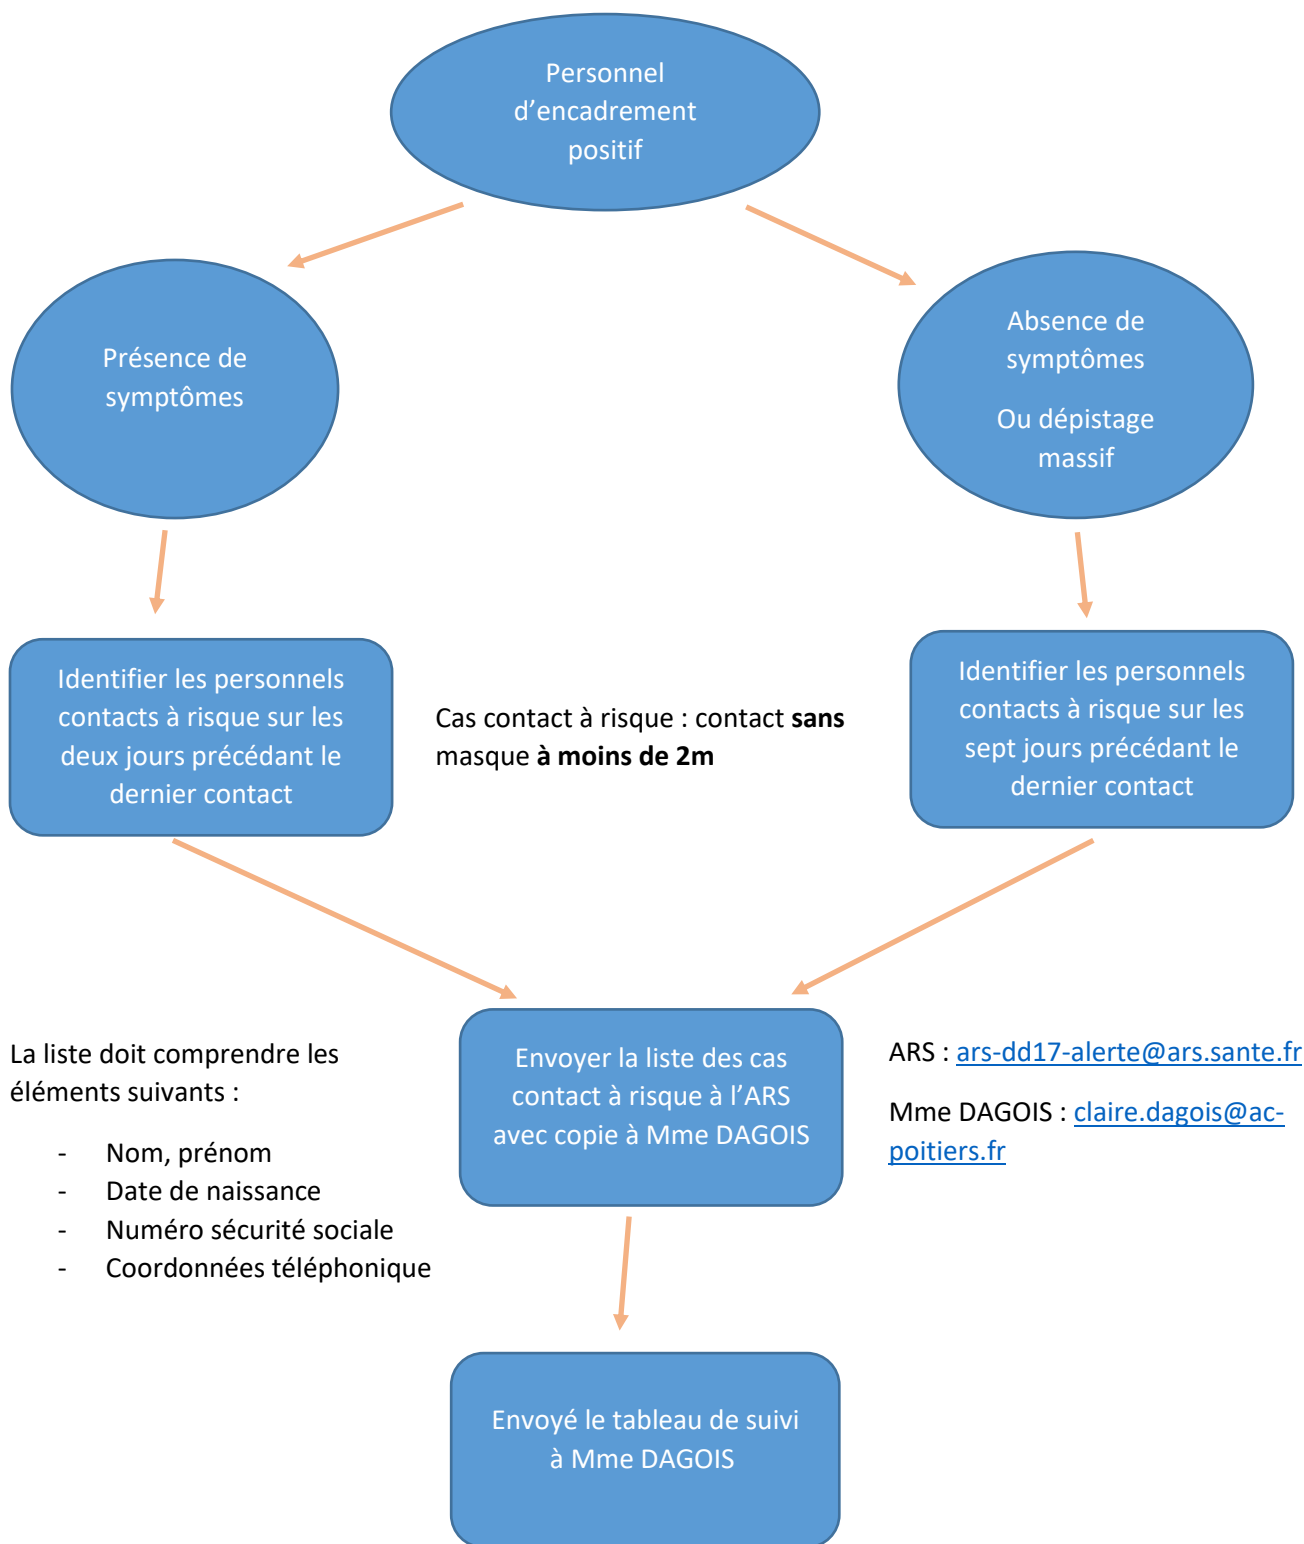 Personnel
d’encadrement
positif
Présence de
symptômes
Absence de
symptômes
Ou dépistage
massif
Identifier les personnels
contacts à risque sur les
deux jours précédant le
dernier contact
Cas contact à risque : contact sans
masque à moins de 2m
Identifier les personnels
contacts à risque sur les
sept jours précédant le
dernier contact
La liste doit comprendre les
éléments suivants :
- Nom, prénom
- Date de naissance
- Numéro sécurité sociale
- Coordonnées téléphonique
Envoyer la liste des cas
contact à risque à l’ARS
avec copie à Mme DAGOIS
ARS : ars-dd17-alerte@ars.sante.fr
Mme DAGOIS : claire.dagois@ac-
poitiers.fr
Envoyé le tableau de suivi
à Mme DAGOIS